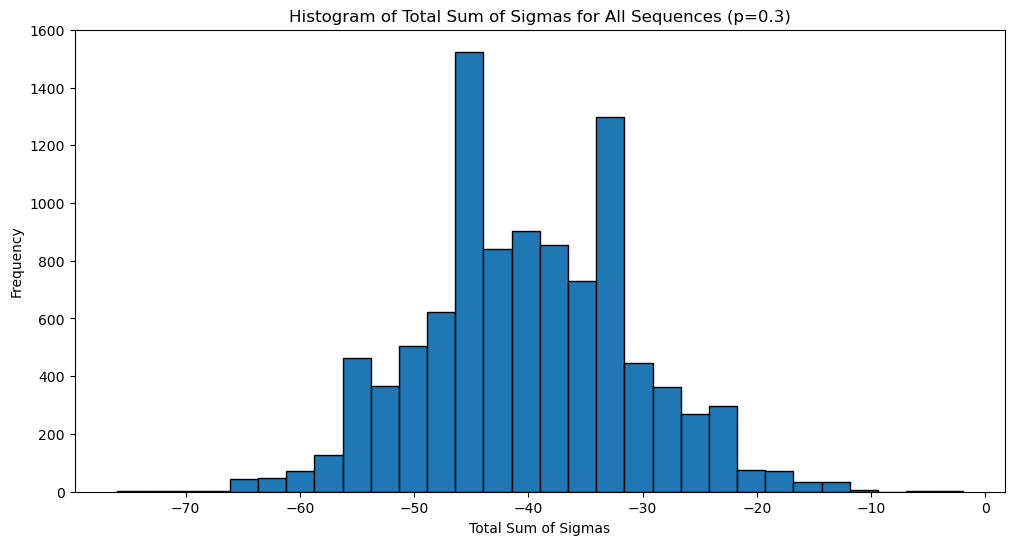 Histogram of Total Sum of Sigmas for All Sequences (p=0.3)
1600
1400
1200
1000
800
600
400
200
0
Frequency
−70 −60 −50 −40 −30 −20 −10 0
Total Sum of Sigmas